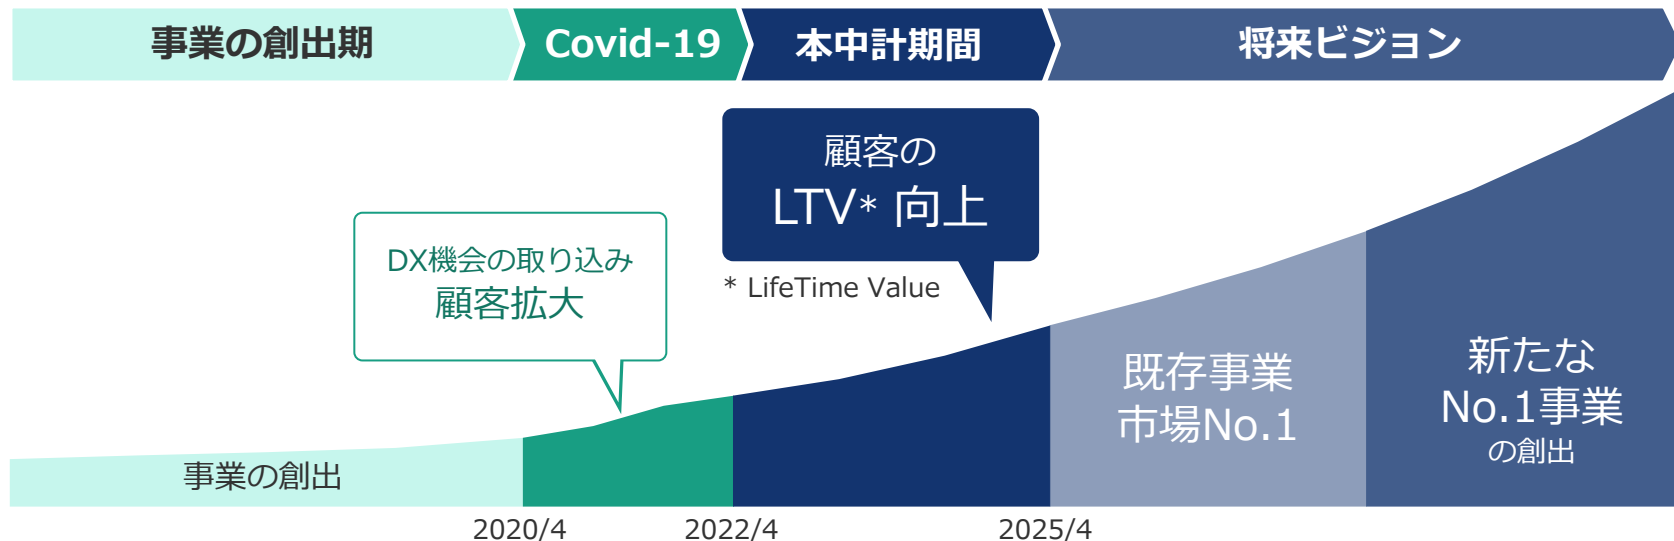 事業の創出期
Covid-19
本中計期間
将来ビジョン
顧客の
LTV* 向上
* LifeTime Value
DX機会の取り込み
顧客拡大
既存事業
市場No.1
新たな
No.1事業
の創出
事業の創出
2020/4
2022/4
2025/4